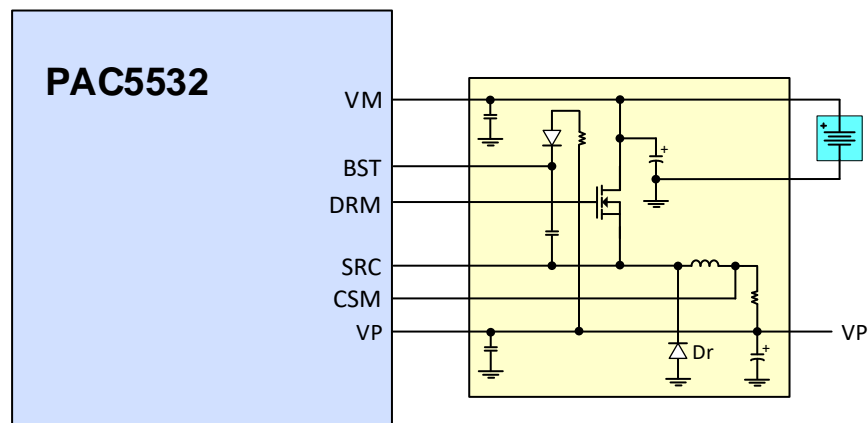 PAC5532
VM
BST
DRM
SRC
CSM
VP
+
+
Dr
+
VP